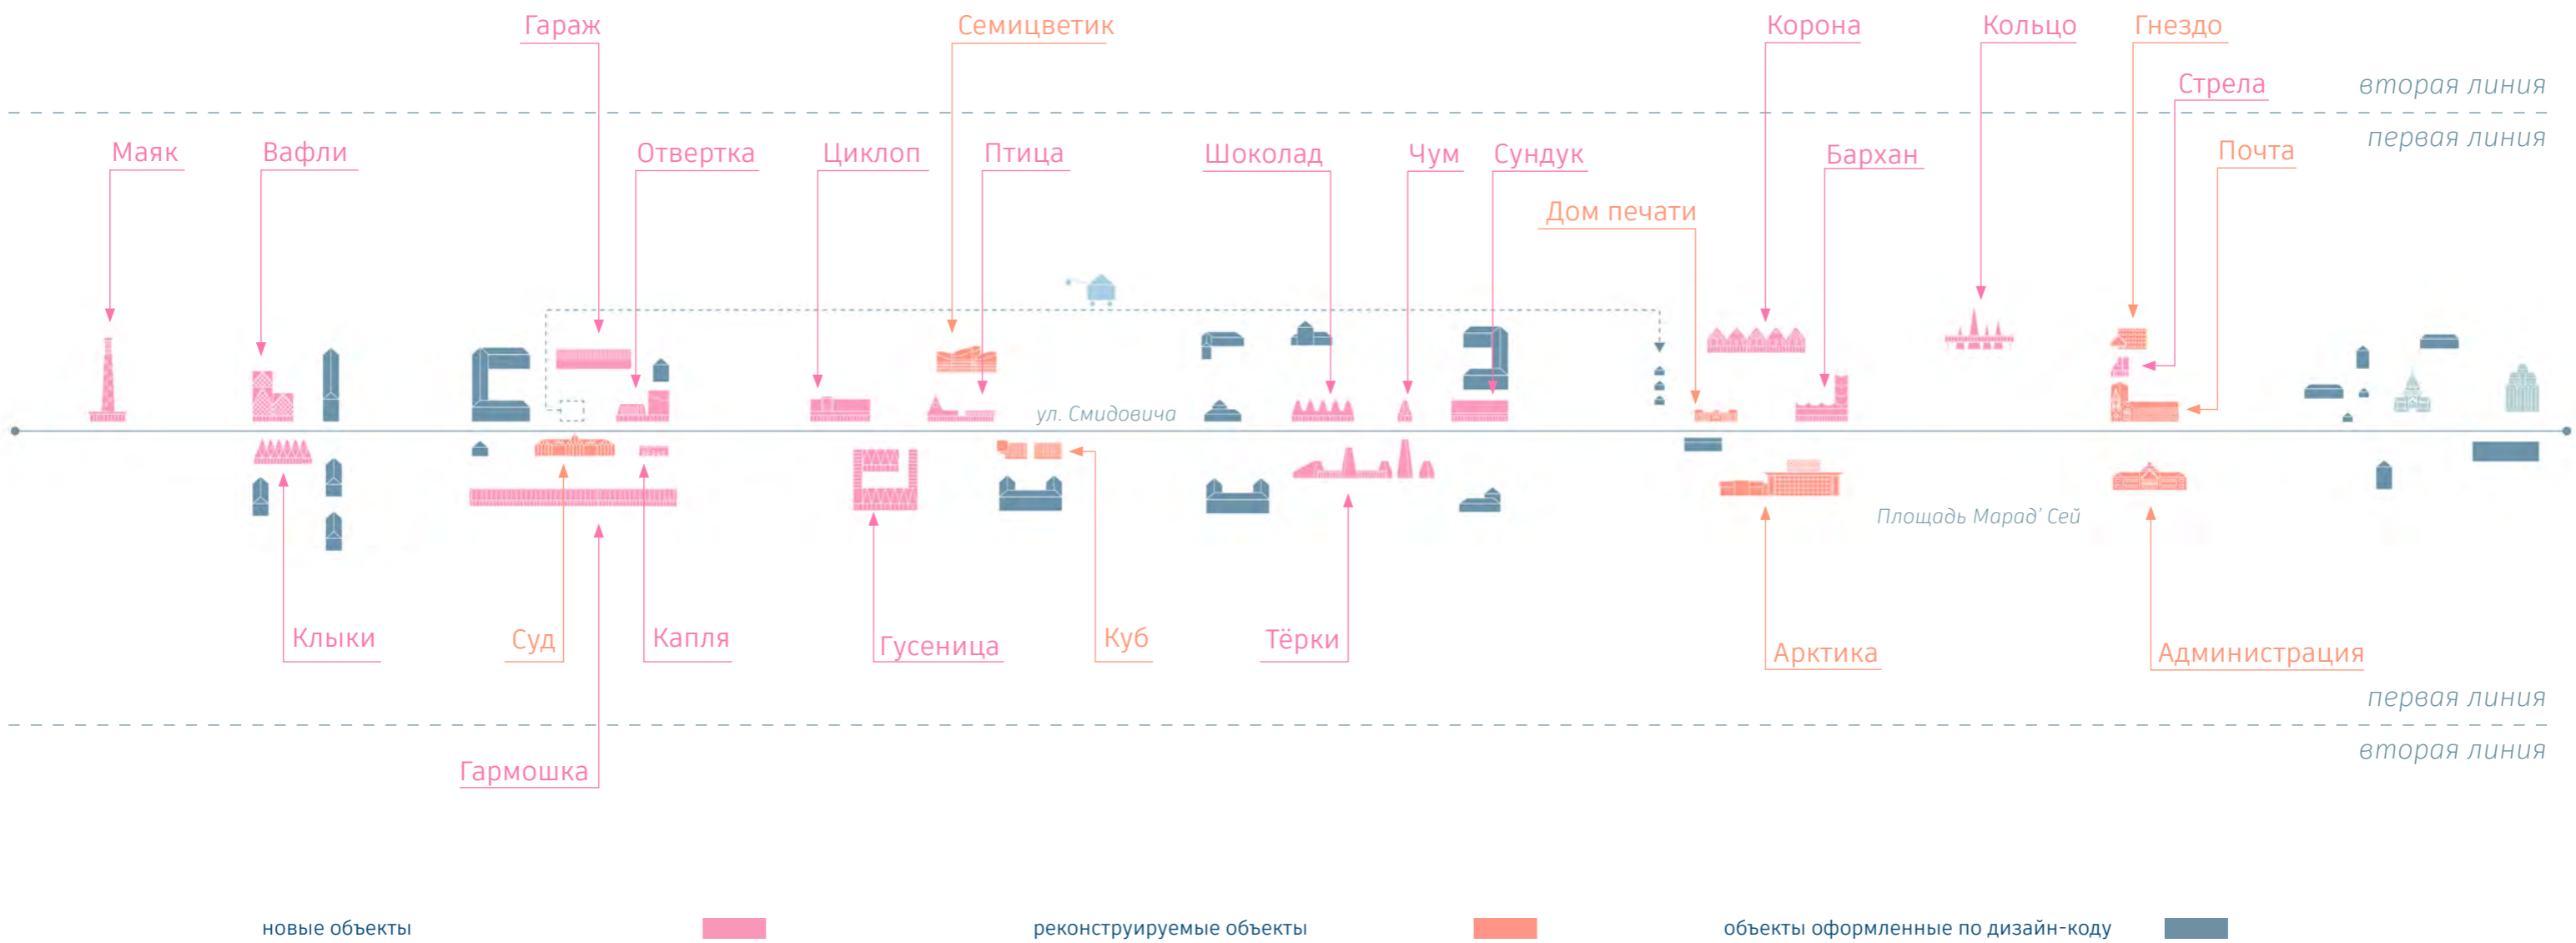 Гараж
Семицветик
Корона
Кольцо
Гнездо
Стрела
вторая линия
первая линия
Маяк
Вафли
Отвертка
Циклоп
Птица
Шоколад
Чум
Сундук
Бархан
Почта
Дом печати
ул. Смидовича
Площадь Марад' Сей
Клыки
Суд
Капля
Гусеница
Куб
Тёрки
Арктика
Администрация
первая линия
вторая линия
Гармошка
новые объекты
реконструируемые объекты
объекты оформленные по дизайн-коду